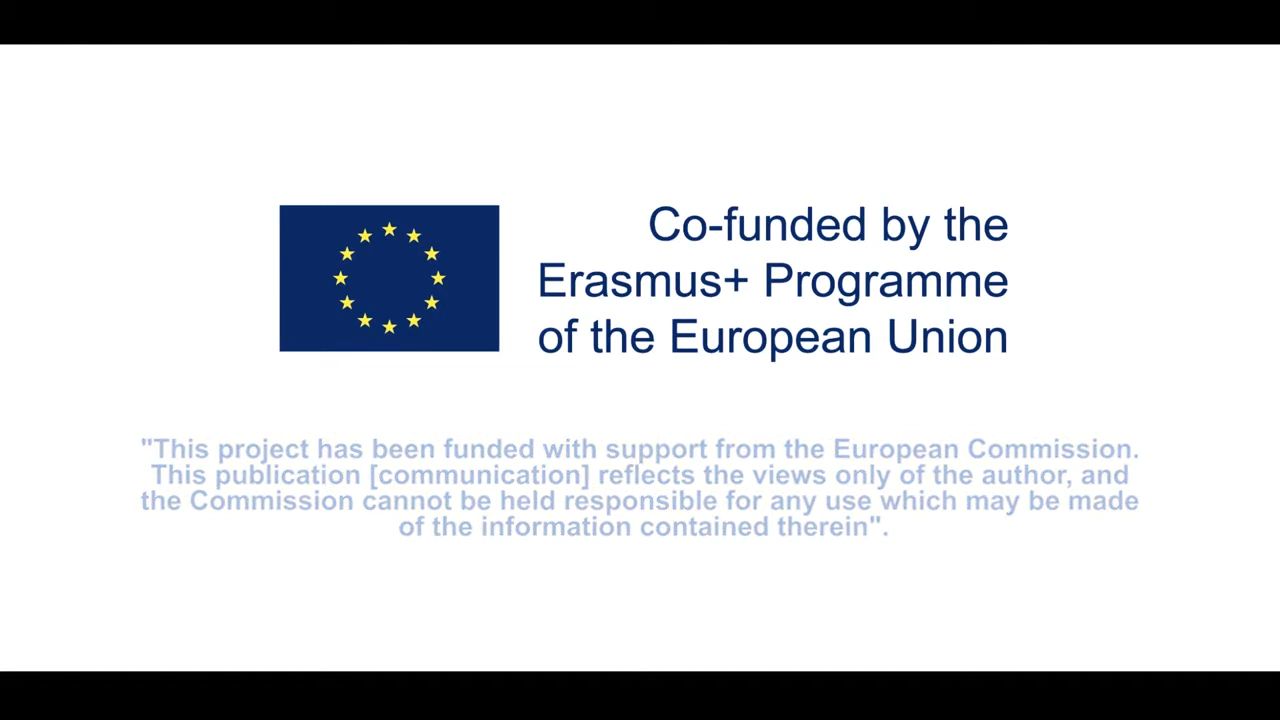 Co-funded by the
Erasmus+ Programme
of the European Union
"This project has been funded with support from the European Commission.
This publication [communication] reflects the views only of the author, and
the Commission cannot be held responsible for any use which may be made
of the information contained therein".